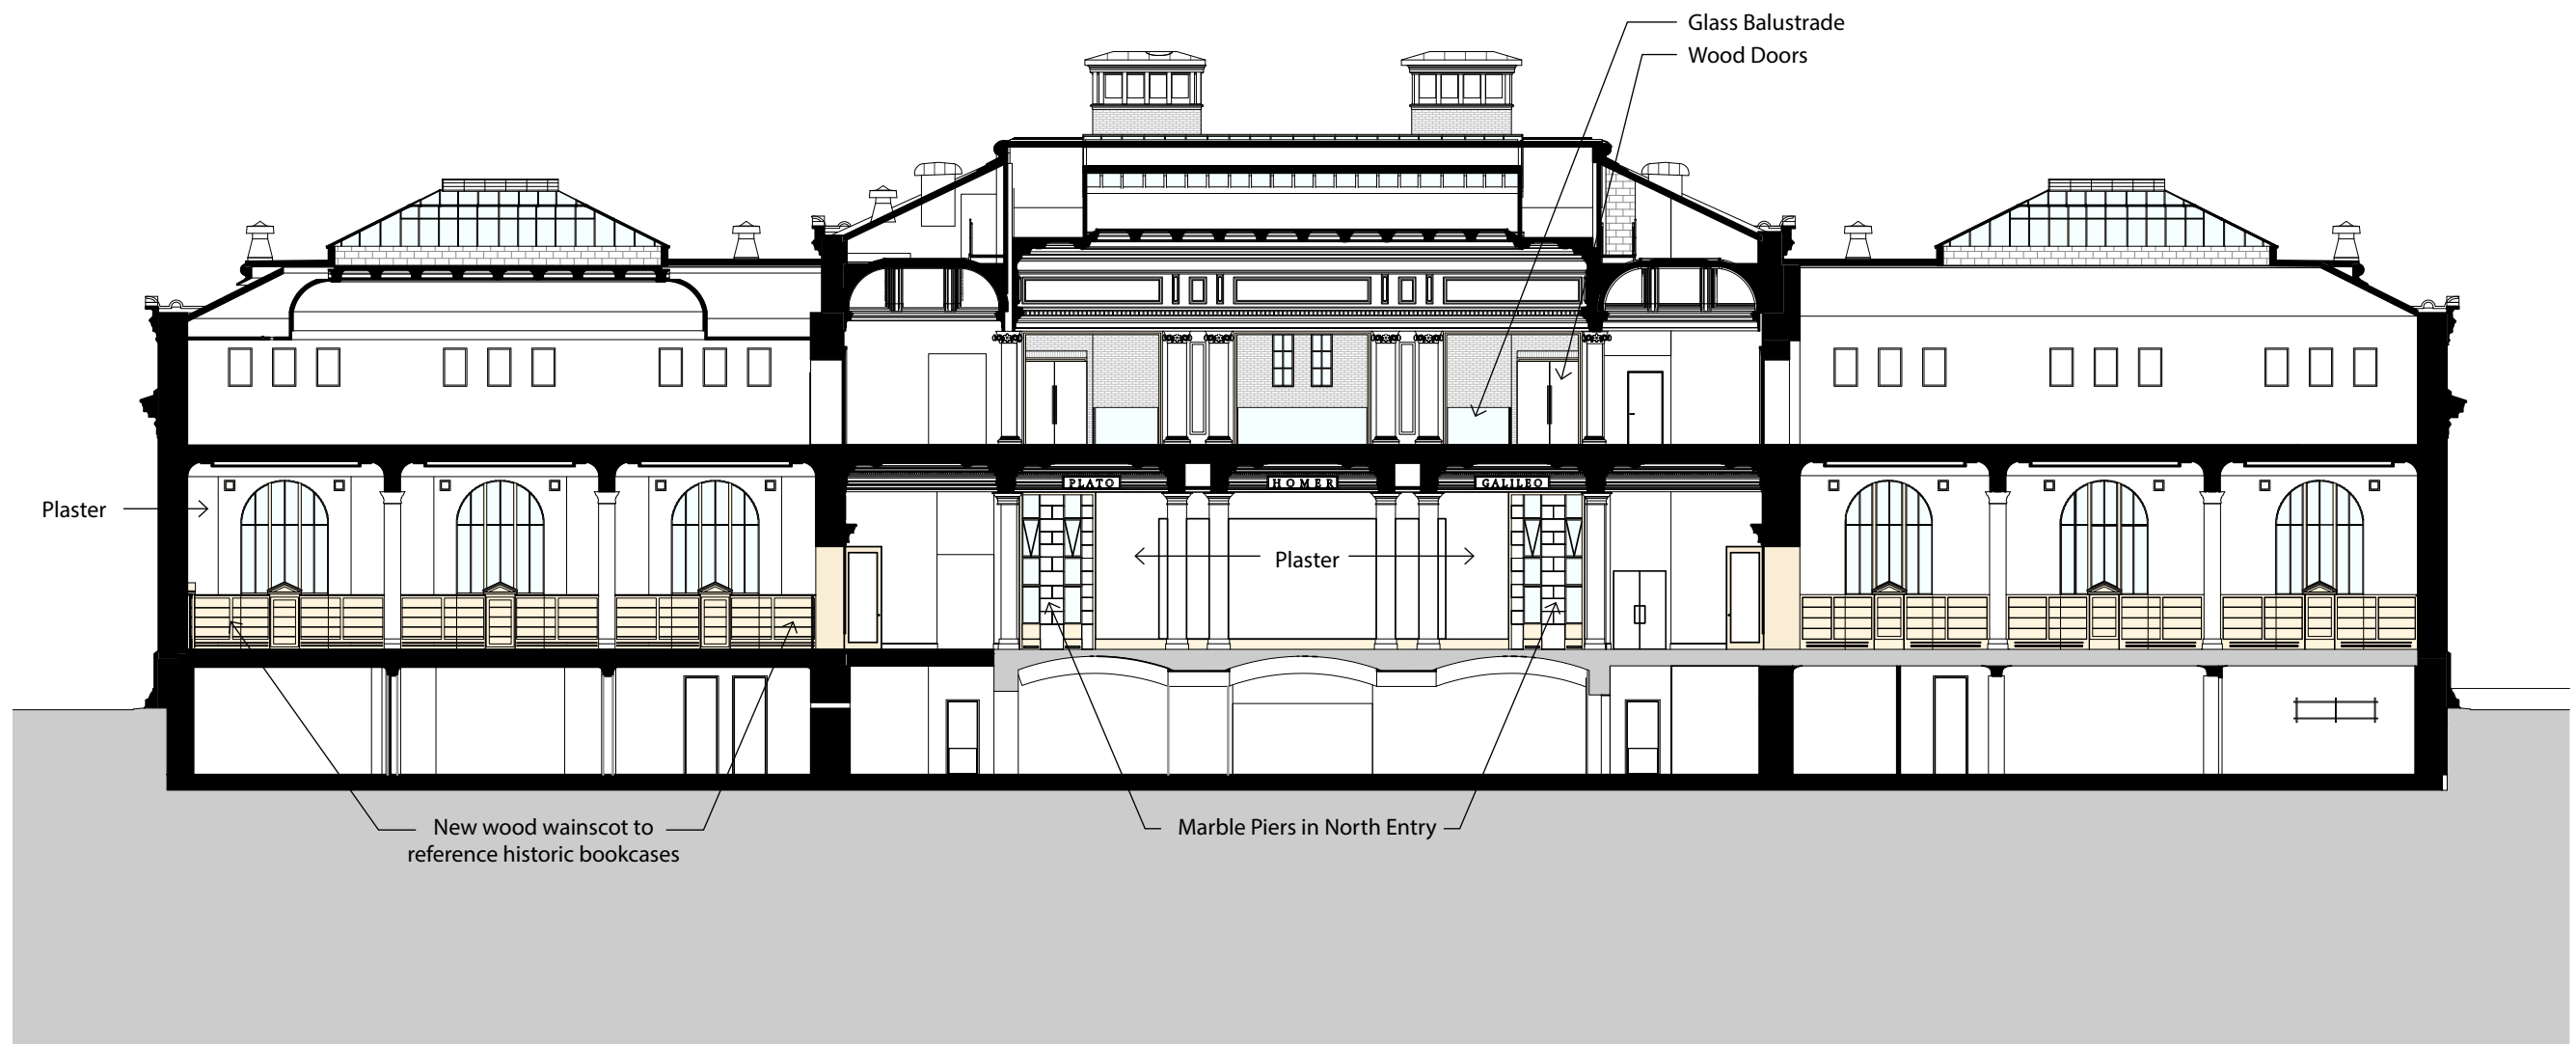 Glass Balustrade
Wood Doors
PLATO
HOMER
GALILEO
Plaster
Plaster
New wood wainscot to
reference historic bookcases
Marble Piers in North Entry